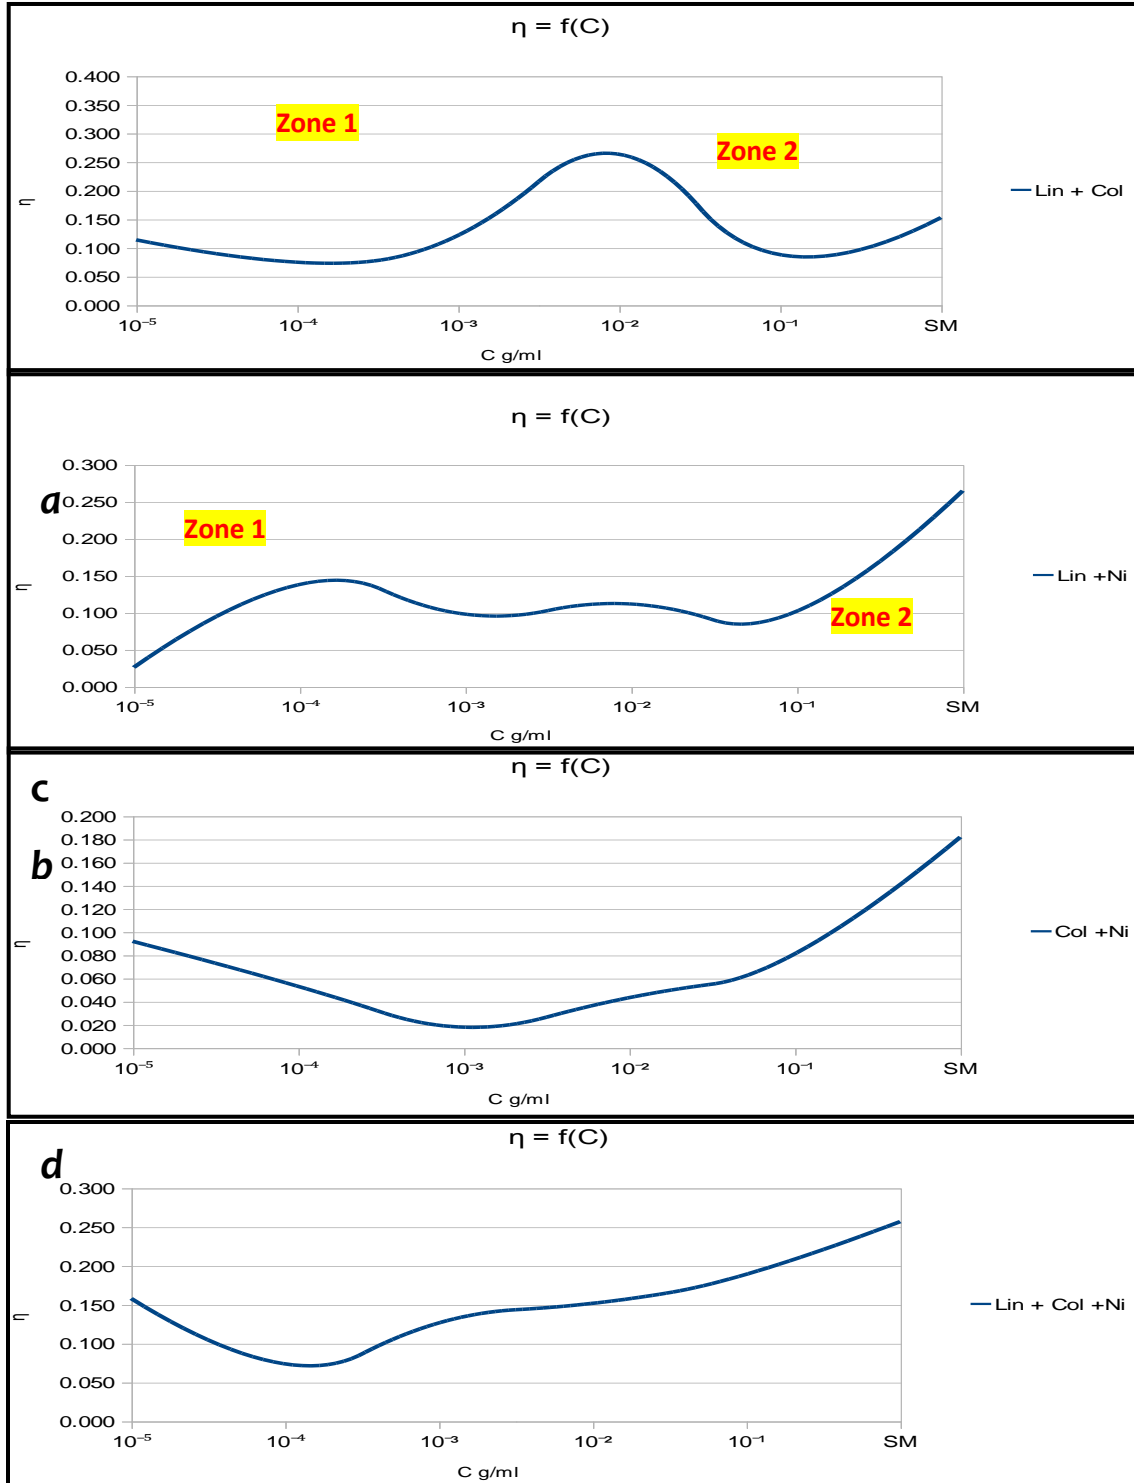 η = f(C)
0.400
0.350
0.300
0.250
0.200
0.150
0.100
0.050
0.000
η
Zone 1
Zone 2
Lin + Col
10⁻⁵ 10⁻⁴ 10⁻³ 10⁻² 10⁻¹ SM
C g/ml
η = f(C)
a
0.300
0.250
0.200
0.150
0.100
0.050
0.000
η
Zone 1
Zone 2
Lin +Ni
10⁻⁵ 10⁻⁴ 10⁻³ 10⁻² 10⁻¹ SM
C g/ml
η = f(C)
c
b
0.200
0.180
0.160
0.140
0.120
0.100
0.080
0.060
0.040
0.020
0.000
η
Col +Ni
10⁻⁵ 10⁻⁴ 10⁻³ 10⁻² 10⁻¹ SM
C g/ml
η = f(C)
d
0.300
0.250
0.200
0.150
0.100
0.050
0.000
η
Lin + Col +Ni
10⁻⁵ 10⁻⁴ 10⁻³ 10⁻² 10⁻¹ SM
C g/ml